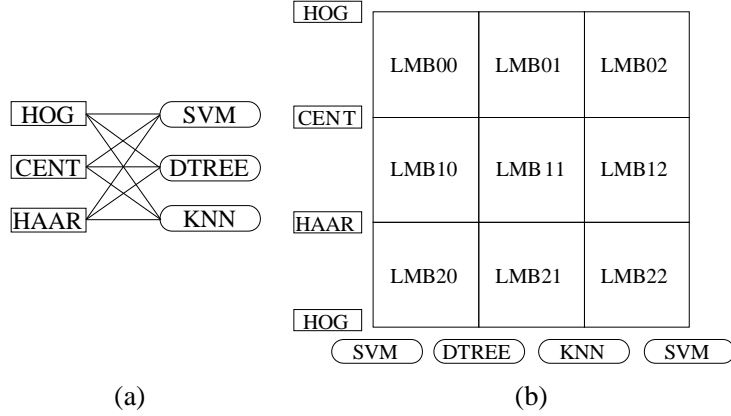 HOG
CENT
HAAR
SVM
DTREE
KNN
(a)
HOG
LMB00 LMB01 LMB02
CENT
LMB10 LMB11 LMB12
HAAR
LMB20 LMB21 LMB22
HOG
SVM DTREE KNN SVM
(b)